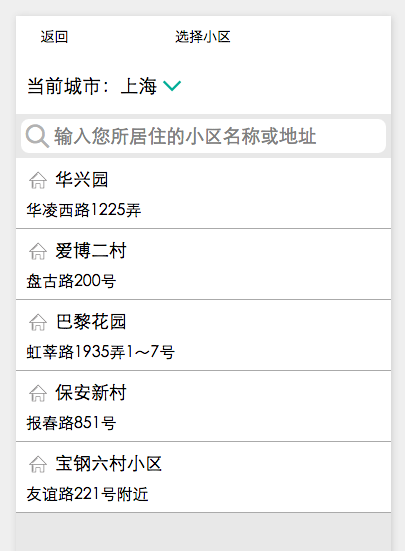 返回 选择小区
当前城市：上海
输入您所居住的小区名称或地址
华兴园
华凌西路1225弄
爱博二村
盘古路200号
巴黎花园
虹莘路1935弄1～7号
保安新村
报春路851号
宝钢六村小区
友谊路221号附近